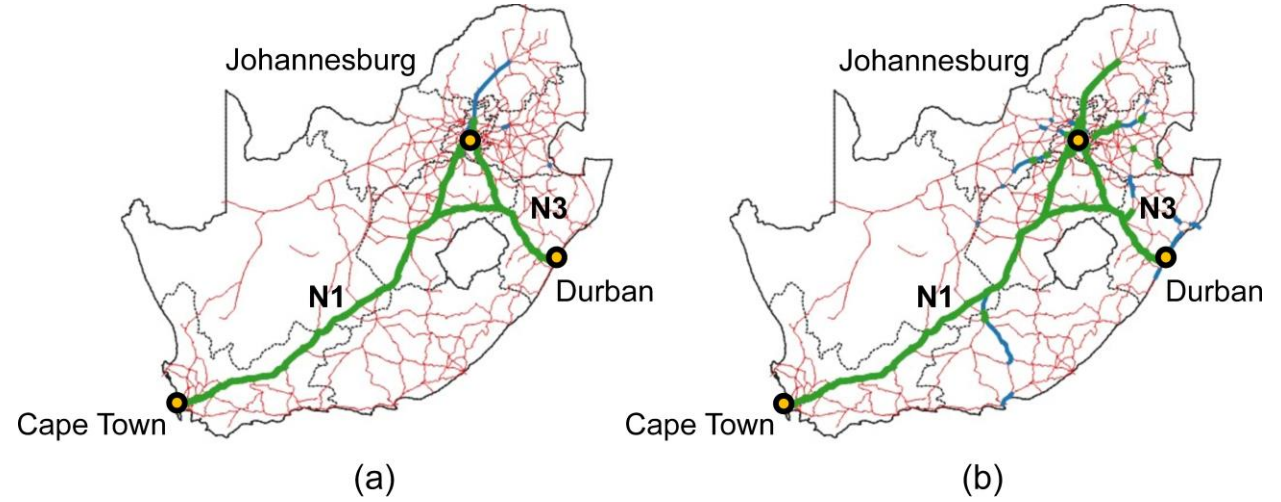 Johannesburg
N3
N1
Durban
Cape Town
(a)
Johannesburg
N3
N1
Durban
Cape Town
(b)